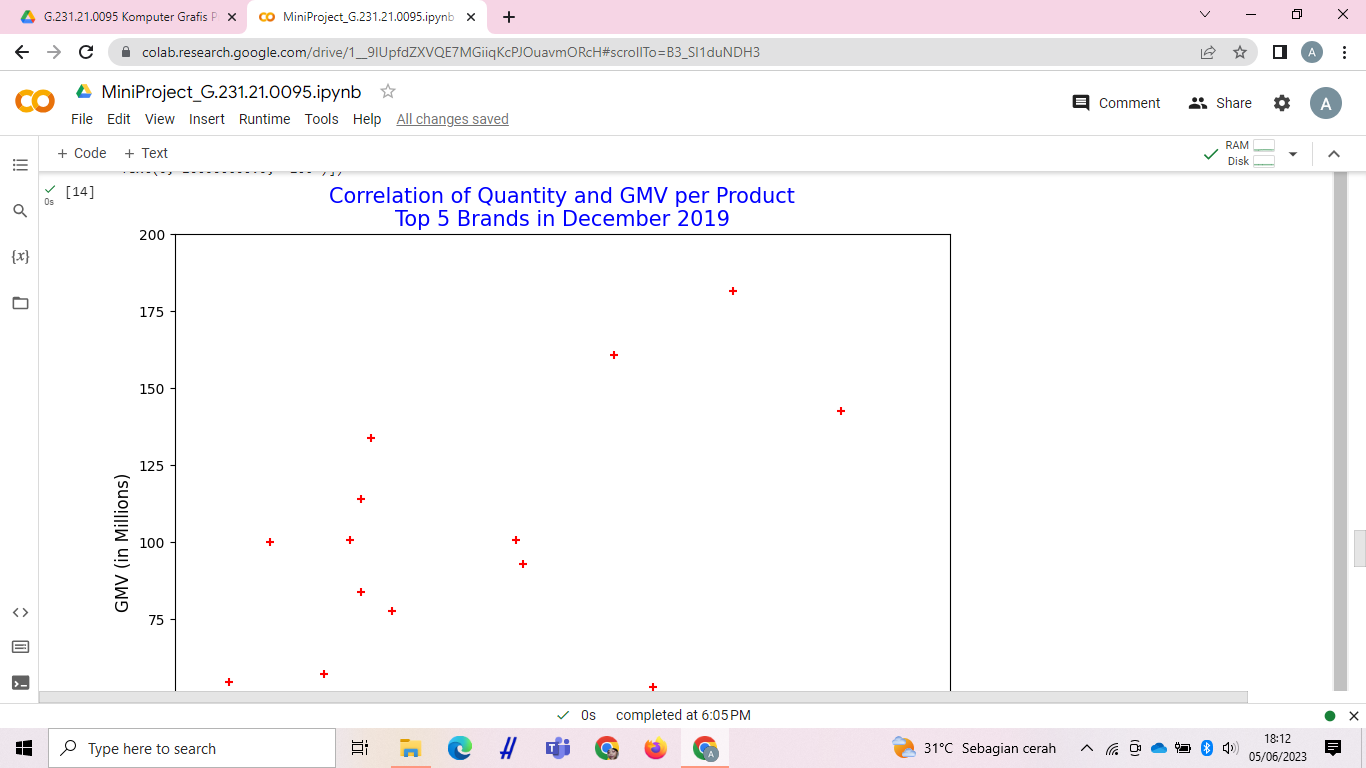 G.231.21.0095 Komputer Grafis P
MiniProject_G.231.21.0095.ipynb
colab.research.google.com/drive/1__9IUpfdZXVQE7MGiiqKcPJOuavmORcH#scrollTo=B3_SI1duNDH3
A
MiniProject_G.231.21.0095.ipynb
File Edit View Insert Runtime Tools Help All changes saved
Comment
Share
A
+ Code + Text
RAM
Disk
[14]
0s
{x}
Correlation of Quantity and GMV per Product
Top 5 Brands in December 2019
200
175
150
125
100
75
GMV (in Millions)
0s completed at 6:05 PM
Type here to search
A
31°C Sebagian cerah
18:12
05/06/2023